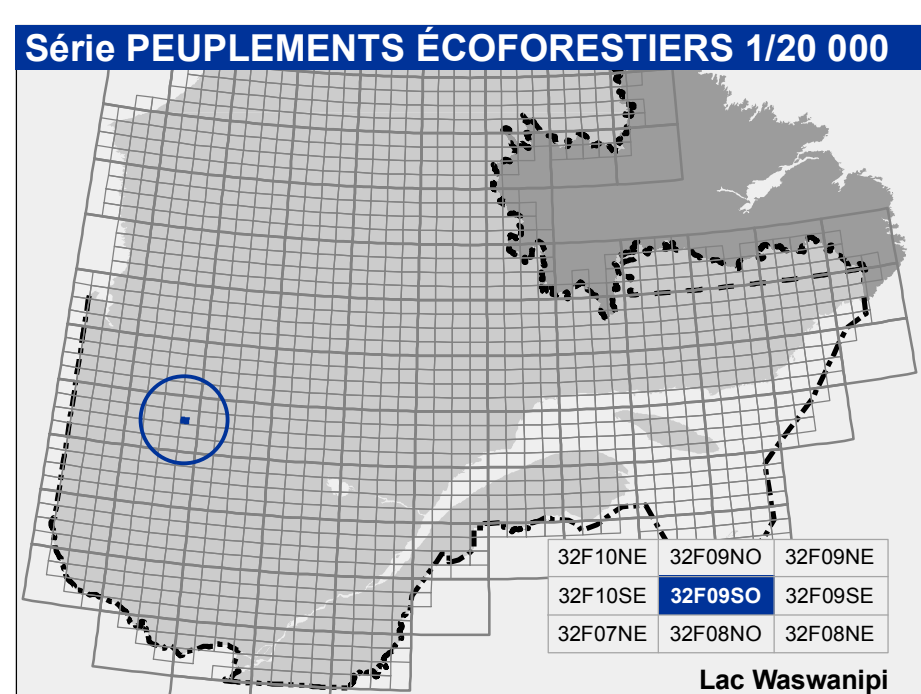 Série PEUPLEMENTS ÉCOFORESTIERS 1/20 000
32F10NE 32F09NO 32F09NE
32F10SE 32F09SO 32F09SE
32F07NE 32F08NO 32F08NE
Lac Waswanipi